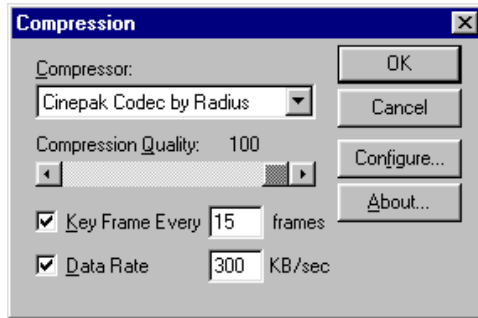 Compression
Compressor:
Cinepak Codec by Radius
Compression Quality: 100
Key Frame Every 15 frames
Data Rate 300 KB/sec
OK
Cancel
Configure...
About...